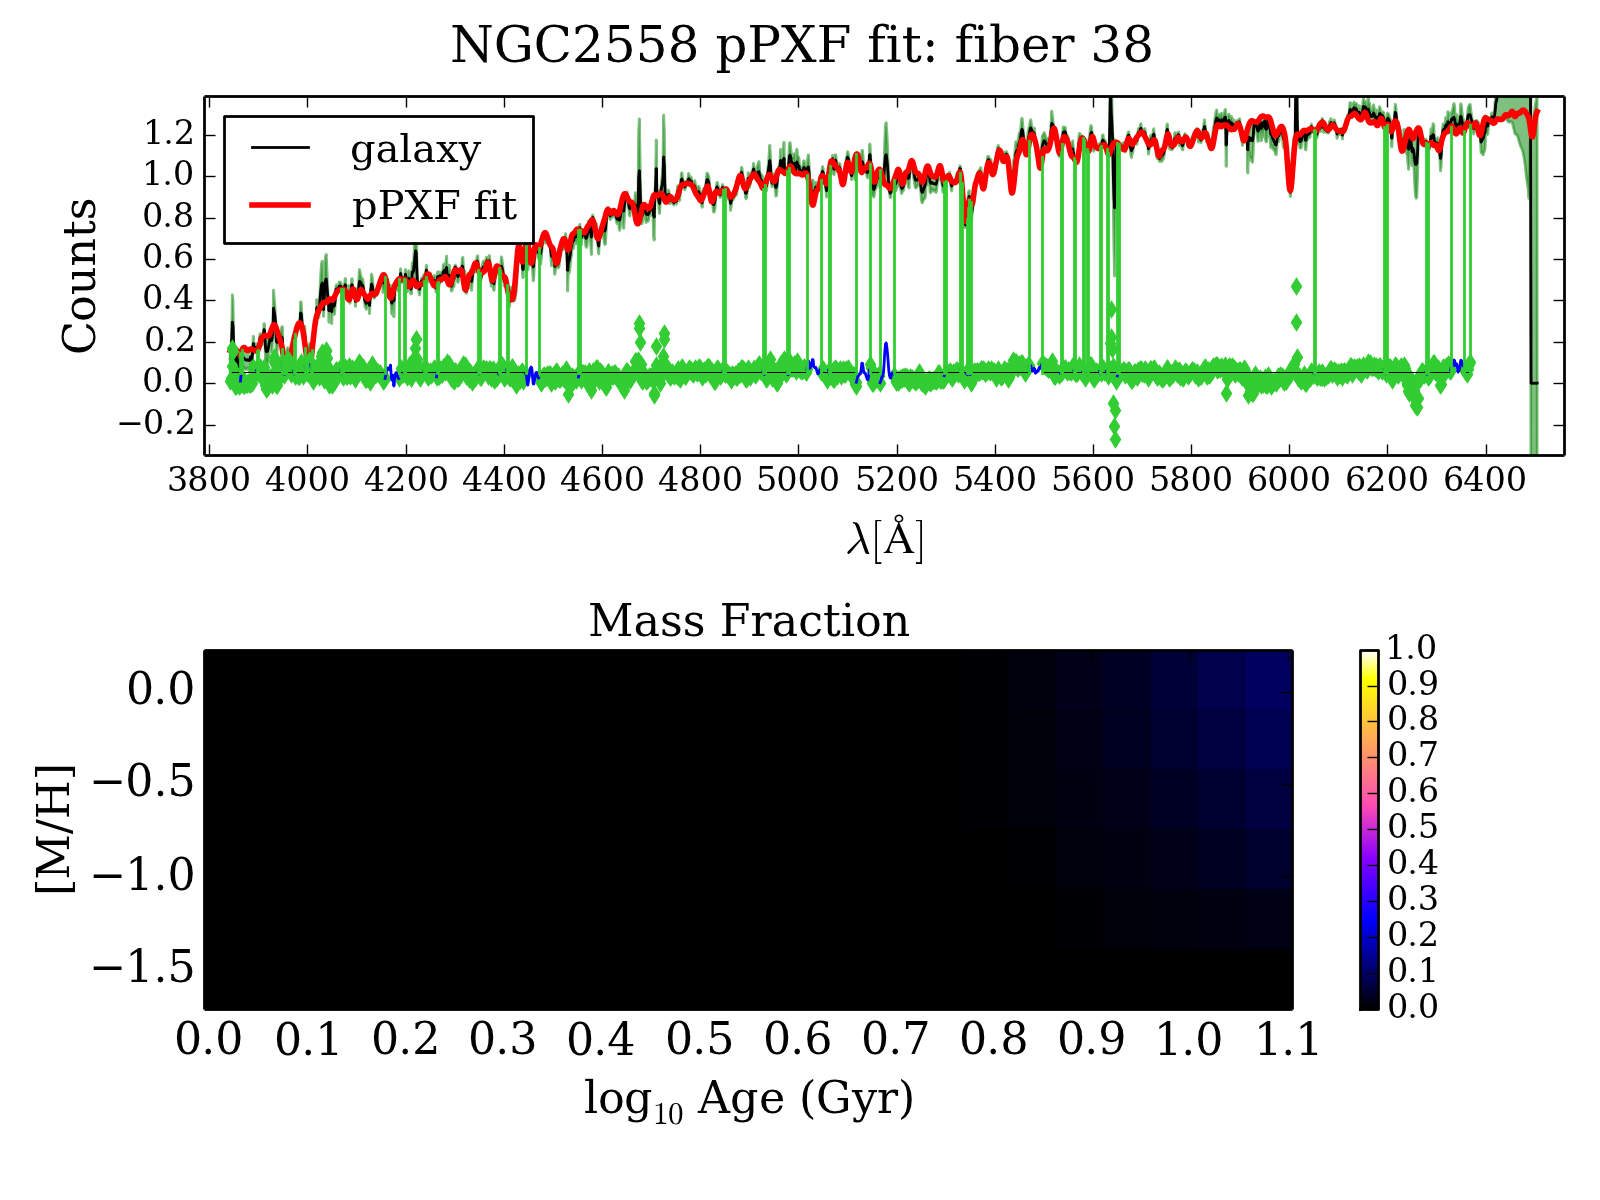 NGC2558 pPXF fit: fiber 38
galaxy
pPXF fit
Counts
1.2
1.0
0.8
0.6
0.4
0.2
0.0
−0.2
3800 4000 4200 4400 4600 4800 5000 5200 5400 5600 5800 6000 6200 6400
λ[Å]
Mass Fraction
[M/H]
0.0
−0.5
−1.0
−1.5
0.0 0.1 0.2 0.3 0.4 0.5 0.6 0.7 0.8 0.9 1.0 1.1
log₁₀ Age (Gyr)
1.0
0.9
0.8
0.7
0.6
0.5
0.4
0.3
0.2
0.1
0.0